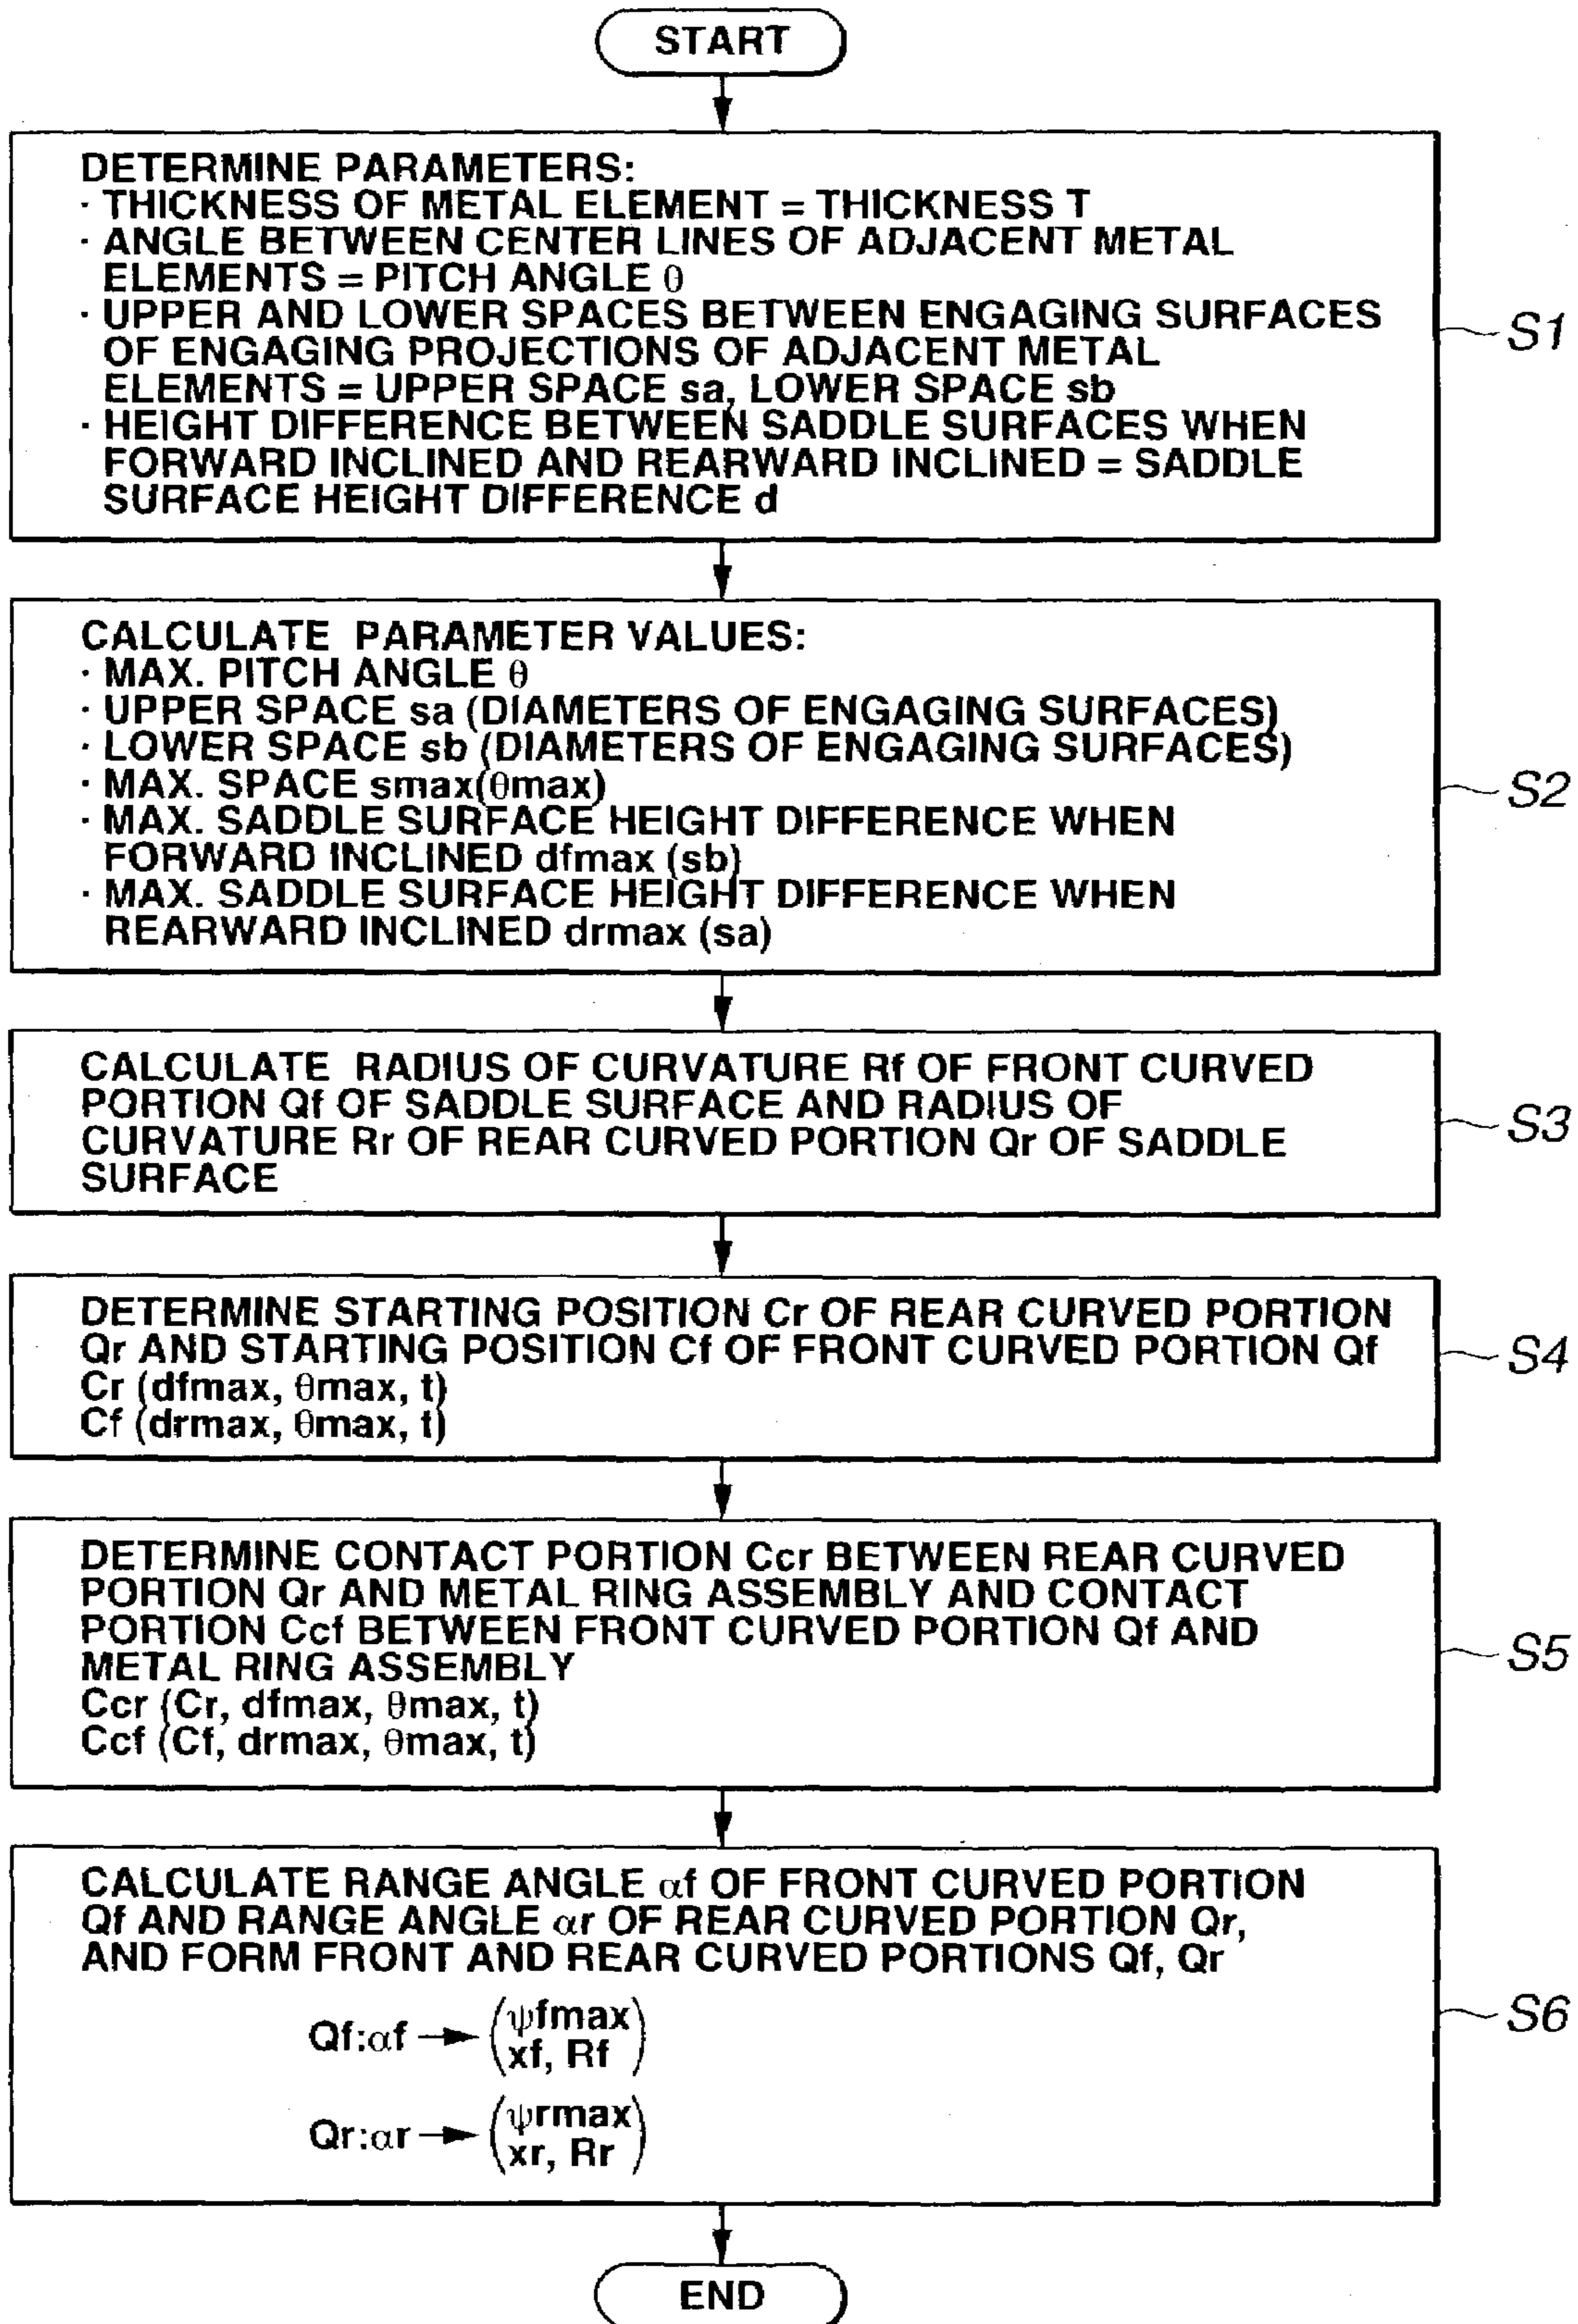 START
DETERMINE PARAMETERS:
· THICKNESS OF METAL ELEMENT = THICKNESS T
· ANGLE BETWEEN CENTER LINES OF ADJACENT METAL
ELEMENTS = PITCH ANGLE θ
· UPPER AND LOWER SPACES BETWEEN ENGAGING SURFACES
OF ENGAGING PROJECTIONS OF ADJACENT METAL
ELEMENTS = UPPER SPACE sa, LOWER SPACE sb
· HEIGHT DIFFERENCE BETWEEN SADDLE SURFACES WHEN
FORWARD INCLINED AND REARWARD INCLINED = SADDLE
SURFACE HEIGHT DIFFERENCE d
S1
CALCULATE PARAMETER VALUES:
· MAX. PITCH ANGLE θ
· UPPER SPACE sa (DIAMETERS OF ENGAGING SURFACES)
· LOWER SPACE sb (DIAMETERS OF ENGAGING SURFACES)
· MAX. SPACE smax(θmax)
· MAX. SADDLE SURFACE HEIGHT DIFFERENCE WHEN
FORWARD INCLINED dfmax (sb)
· MAX. SADDLE SURFACE HEIGHT DIFFERENCE WHEN
REARWARD INCLINED drmax (sa)
S2
CALCULATE RADIUS OF CURVATURE Rf OF FRONT CURVED
PORTION Qf OF SADDLE SURFACE AND RADIUS OF
CURVATURE Rr OF REAR CURVED PORTION Qr OF SADDLE
SURFACE
S3
DETERMINE STARTING POSITION Cr OF REAR CURVED PORTION
Qr AND STARTING POSITION Cf OF FRONT CURVED PORTION Qf
Cr (dfmax, θmax, t)
Cf (drmax, θmax, t)
S4
DETERMINE CONTACT PORTION Ccr BETWEEN REAR CURVED
PORTION Qr AND METAL RING ASSEMBLY AND CONTACT
PORTION Ccf BETWEEN FRONT CURVED PORTION Qf AND
METAL RING ASSEMBLY
Ccr (Cr, dfmax, θmax, t)
Ccf (Cf, drmax, θmax, t)
S5
CALCULATE RANGE ANGLE αf OF FRONT CURVED PORTION
Qf AND RANGE ANGLE αr OF REAR CURVED PORTION Qr,
AND FORM FRONT AND REAR CURVED PORTIONS Qf, Qr
Qf:αf → (ψfmax
xf, Rf)
Qr:αr → (ψrmax
xr, Rr)
S6
END